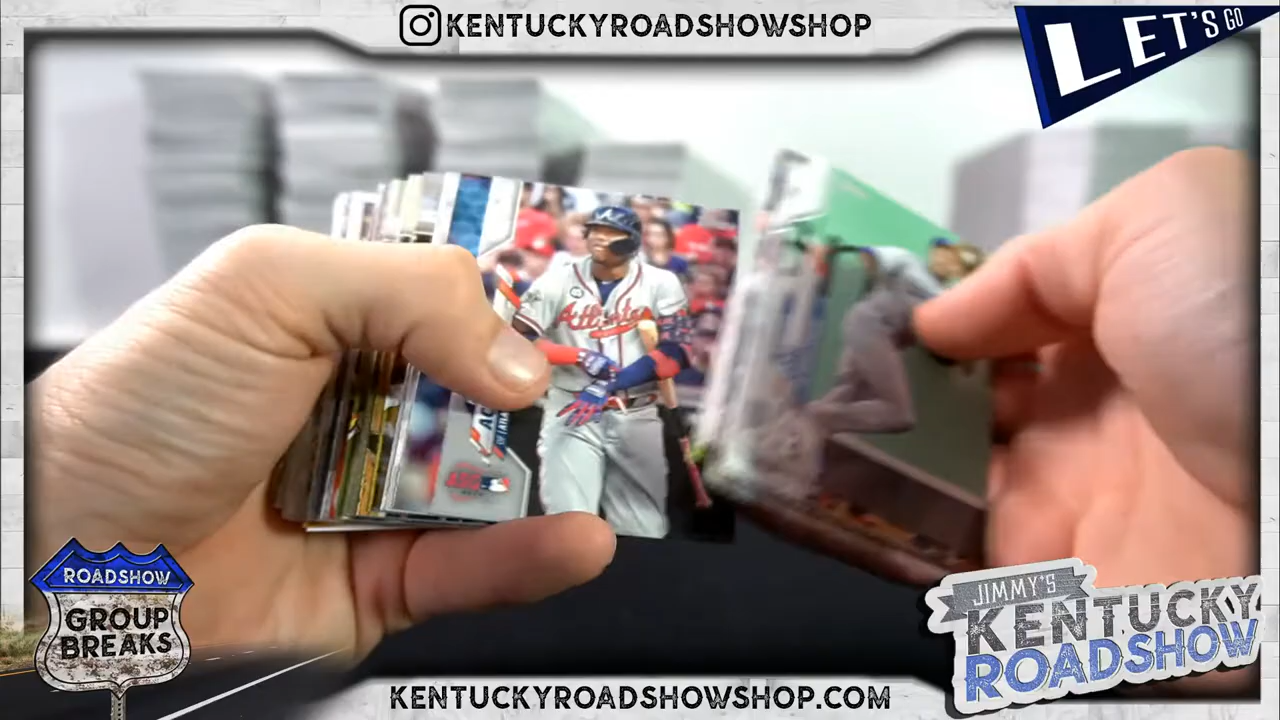 KENTUCKYROADSHOWSHOP
LET'S GO
Atlanta
ROADSHOW
GROUP
BREAKS
JIMMY'S
KENTUCKY
ROADSHOW
KENTUCKYROADSHOWSHOP.COM